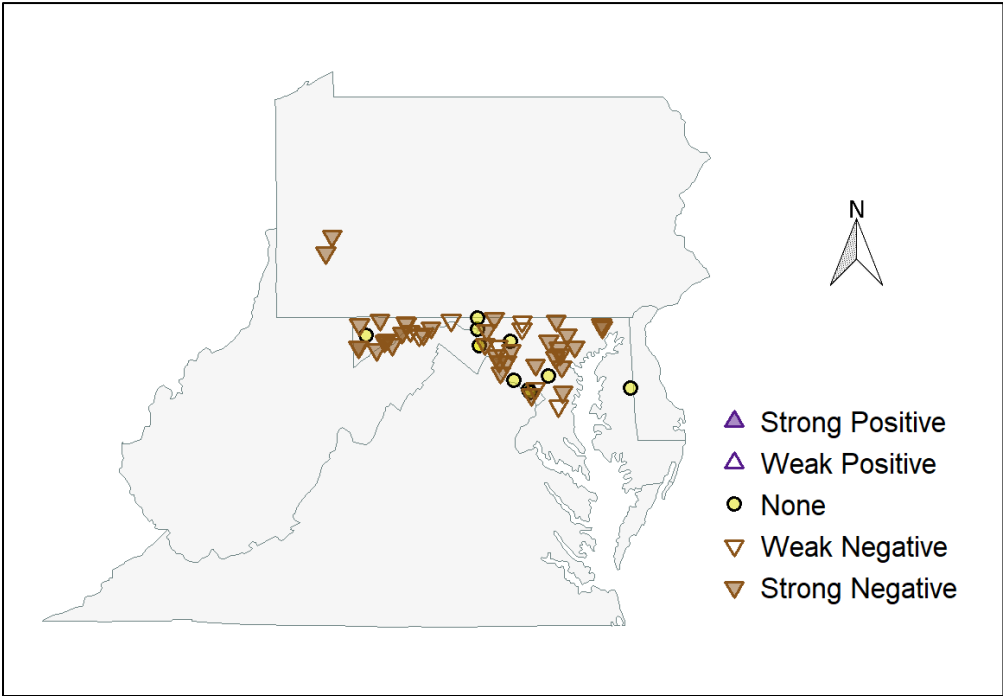 N
Strong Positive
Weak Positive
None
Weak Negative
Strong Negative